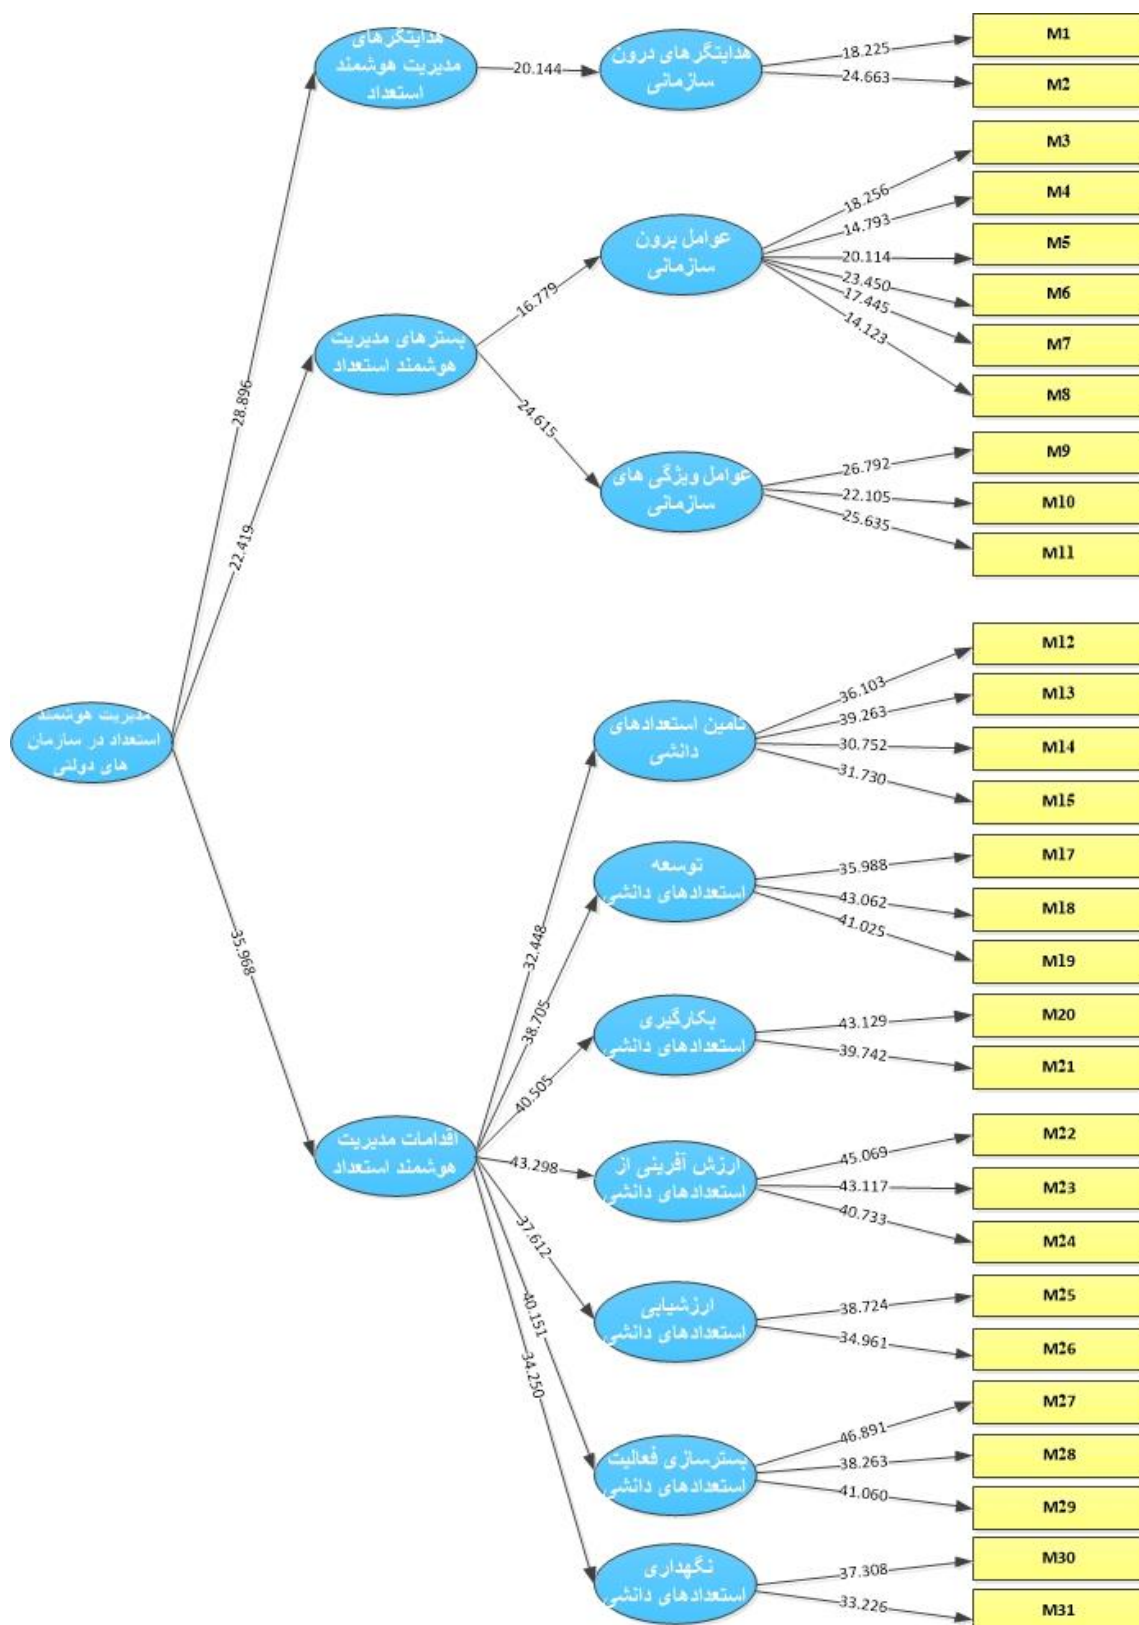 هدایتگرهای
مدیریت هوشمند
استعداد
20.144
هدایتگرهای درون
سازمانی
18.225
24.663
M1
M2
28.896
22.419
35.968
مدیریت هوشمند
استعداد در سازمان
های دولتی
بسترهای مدیریت
هوشمند استعداد
16.779
24.615
عوامل برون
سازمانی
18.256
14.793
20.114
23.450
17.445
14.123
M3
M4
M5
M6
M7
M8
عوامل ویژگی های
سازمانی
26.792
22.105
25.635
M9
M10
M11
اقدامات مدیریت
هوشمند استعداد
32.448
38.705
40.505
43.298
37.612
40.151
34.250
تامین استعدادهای
دانشی
36.103
39.263
30.752
31.730
M12
M13
M14
M15
توسعه
استعدادهای دانشی
35.988
43.062
41.025
M17
M18
M19
بکارگیری
استعدادهای دانشی
43.129
39.742
M20
M21
ارزش آفرینی از
استعدادهای دانشی
45.069
43.117
40.733
M22
M23
M24
ارزشیابی
استعدادهای دانشی
38.724
34.961
M25
M26
بسترسازی فعالیت
استعدادهای دانشی
46.891
38.263
41.060
M27
M28
M29
نگهداری
استعدادهای دانشی
37.308
33.226
M30
M31